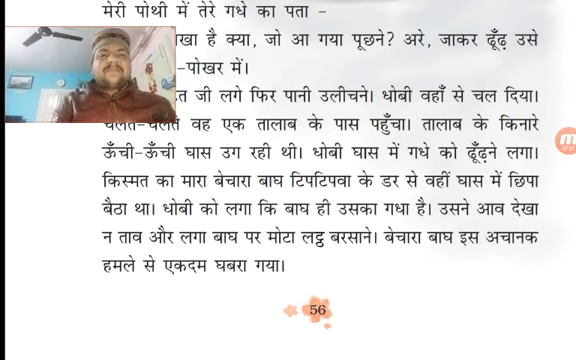 मेरी पोथी में तेरे गधे का पता –
है क्या, जो आ गया पूछने? अरे, जाकर ढूँढ़ उसे
-पोखर में।
जी लगे फिर पानी उलीचने। धोबी वहाँ से चल दिया।
चलते-चलते वह एक तालाब के पास पहुँचा। तालाब के किनारे
ऊँची-ऊँची घास उग रही थी। धोबी घास में गधे को ढूँढ़ने लगा।
किस्मत का मारा बेचारा बाघ टिपटिपवा के डर से वहीं घास में छिपा
बैठा था। धोबी को लगा कि बाघ ही उसका गधा है। उसने आव देखा
न ताव और लगा बाघ पर मोटा लट्ठ बरसाने। बेचारा बाघ इस अचानक
हमले से एकदम घबरा गया।
56